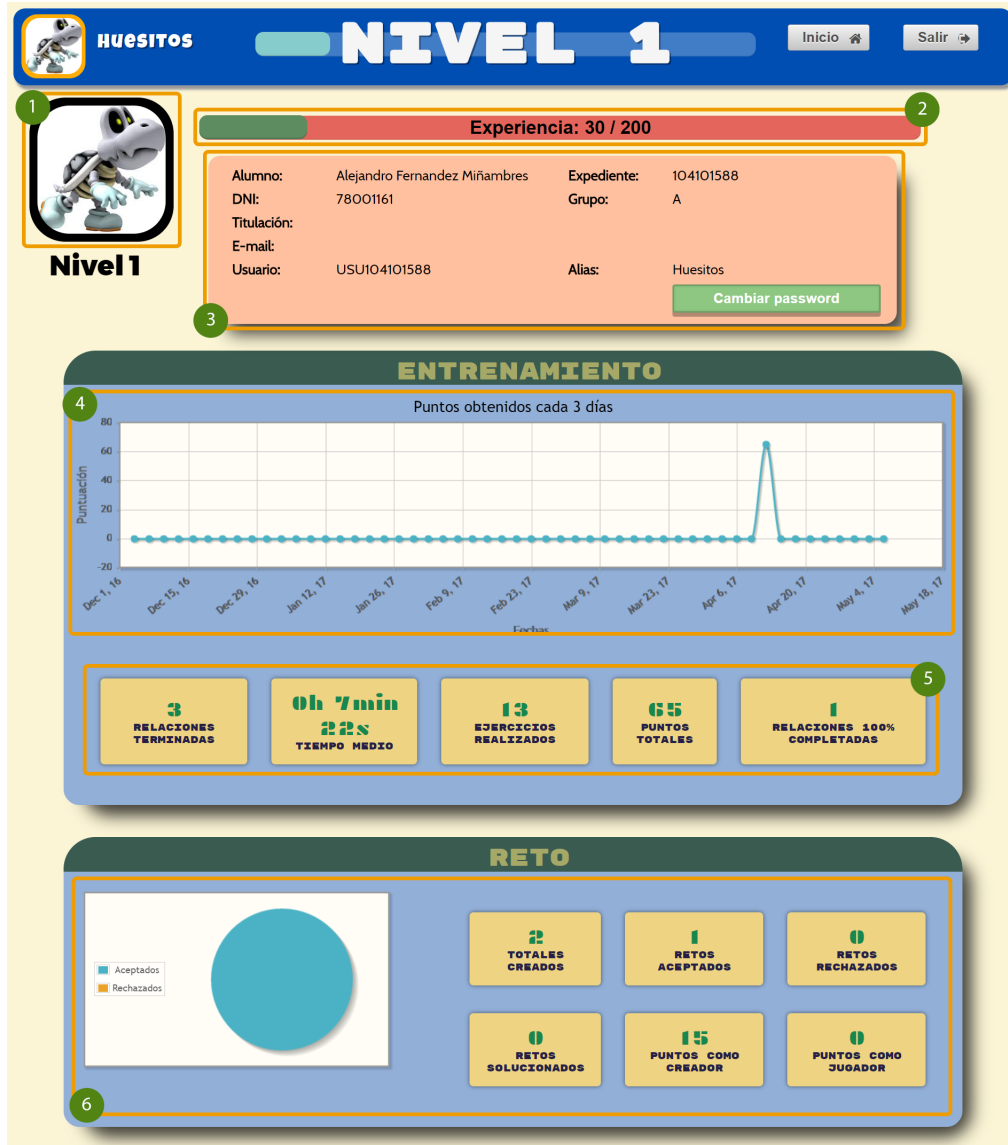 Huesitos
NIVEL 1
Inicio
Salir
1
2
Experiencia: 30 / 200
Alumno: Alejandro Fernandez Miñambres Expediente: 104101588
DNI: 78001161 Grupo: A
Titulación:
E-mail:
Usuario: USU104101588 Alias: Huesitos
Nivel 1
Cambiar password
3
ENTRENAMIENTO
4
Puntos obtenidos cada 3 días
80
60
40
20
0
-20
Puntuación
Dec 1, 16 Dec 15, 16 Dec 29, 16 Jan 12, 17 Jan 26, 17 Feb 9, 17 Feb 23, 17 Mar 9, 17 Mar 23, 17 Apr 6, 17 Apr 20, 17 May 4, 17 May 18, 17
Fechas
5
3
RELACIONES
TERMINADAS
0h 7min
22s
TIEMPO MEDIO
13
EJERCICIOS
REALIZADOS
65
PUNTOS
TOTALES
1
RELACIONES 100%
COMPLETADAS
RETO
Aceptados
Rechazados
2
TOTALES
CREADOS
1
RETOS
ACEPTADOS
0
RETOS
RECHAZADOS
0
RETOS
SOLUCIONADOS
15
PUNTOS COMO
CREADOR
0
PUNTOS COMO
JUGADOR
6